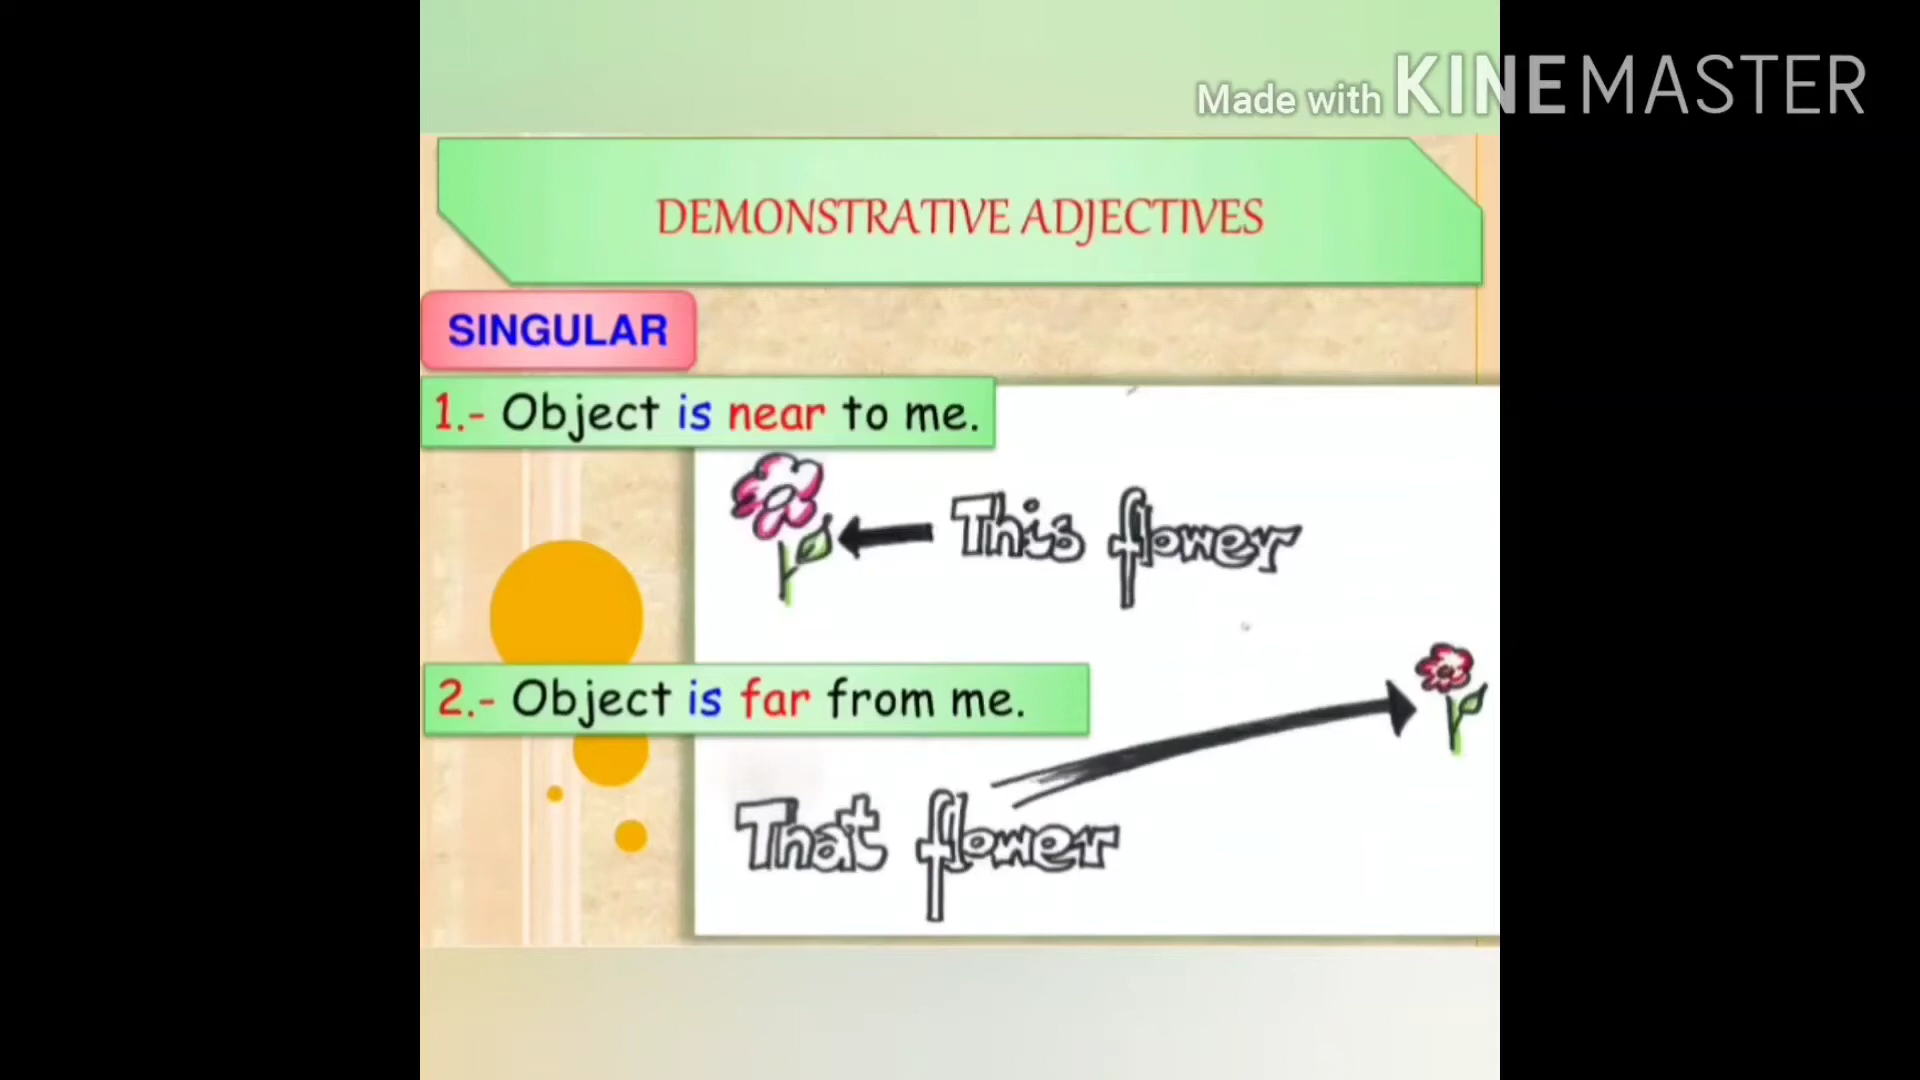 Made with KINEMASTER
DEMONSTRATIVE ADJECTIVES
SINGULAR
1.- Object is near to me.
This flower
2.- Object is far from me.
That flower